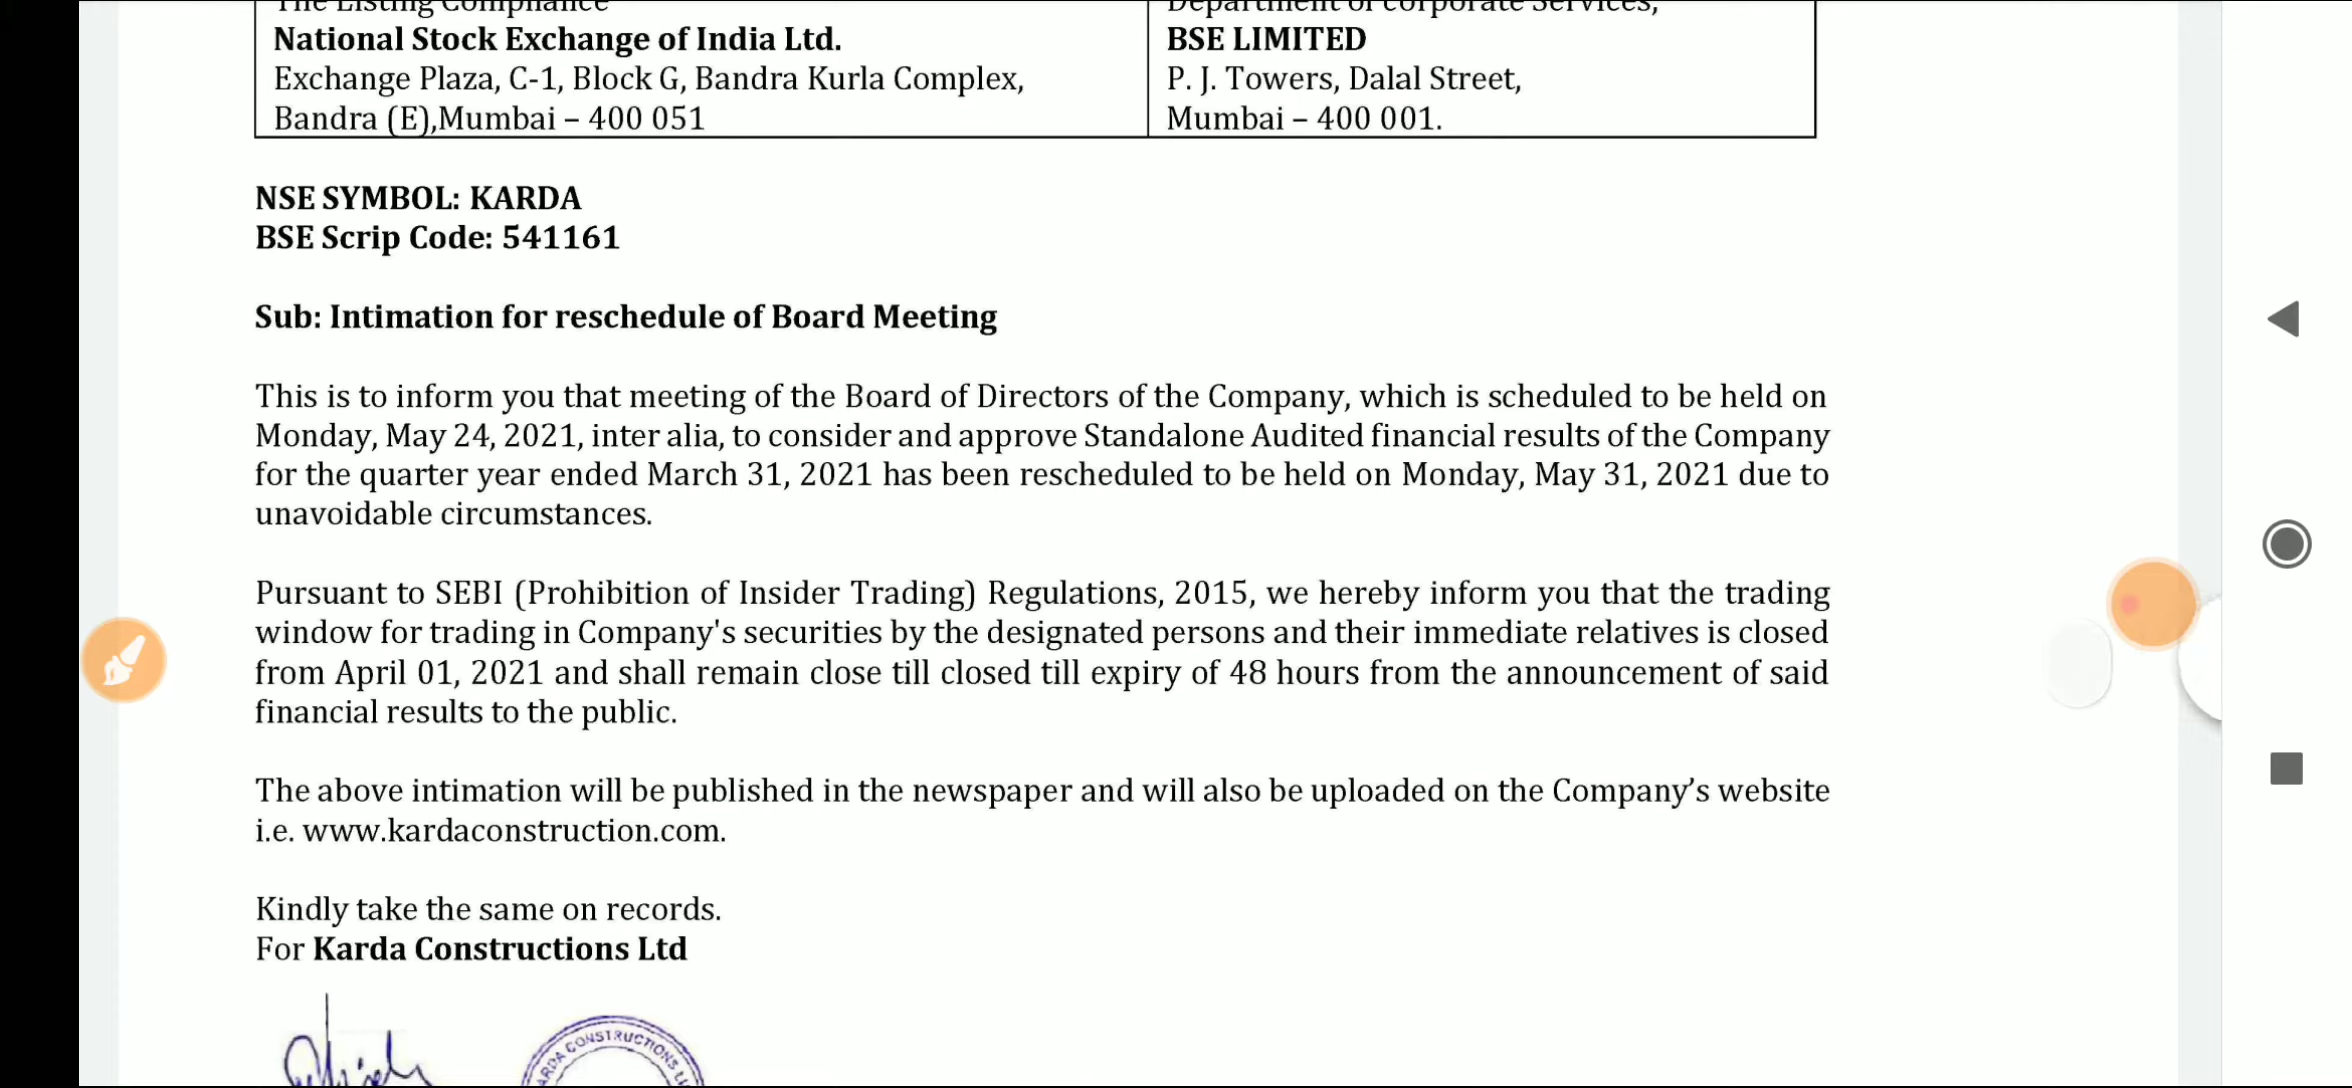 The Listing Compliance
National Stock Exchange of India Ltd.
Exchange Plaza, C-1, Block G, Bandra Kurla Complex,
Bandra (E),Mumbai – 400 051
Department of Corporate Services,
BSE LIMITED
P. J. Towers, Dalal Street,
Mumbai – 400 001.
NSE SYMBOL: KARDA
BSE Scrip Code: 541161
Sub: Intimation for reschedule of Board Meeting
This is to inform you that meeting of the Board of Directors of the Company, which is scheduled to be held on
Monday, May 24, 2021, inter alia, to consider and approve Standalone Audited financial results of the Company
for the quarter year ended March 31, 2021 has been rescheduled to be held on Monday, May 31, 2021 due to
unavoidable circumstances.
Pursuant to SEBI (Prohibition of Insider Trading) Regulations, 2015, we hereby inform you that the trading
window for trading in Company's securities by the designated persons and their immediate relatives is closed
from April 01, 2021 and shall remain close till closed till expiry of 48 hours from the announcement of said
financial results to the public.
The above intimation will be published in the newspaper and will also be uploaded on the Company’s website
i.e. www.kardaconstruction.com.
Kindly take the same on records.
For Karda Constructions Ltd
CONSTRUCTIONS